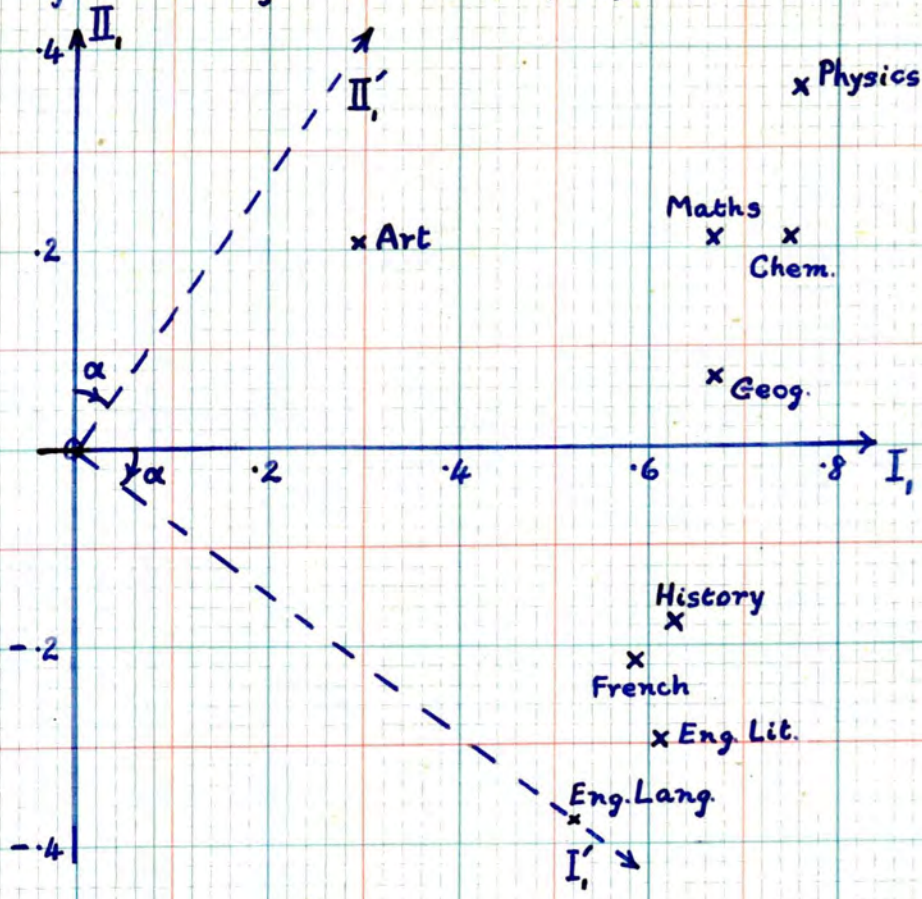 II₁
.4
II₁′
Physics
Maths
Art
.2
Chem.
α
Geog.
α
.2
.4
.6
.8
I₁
History
-.2
French
Eng. Lit.
Eng. Lang.
-.4
I₁′